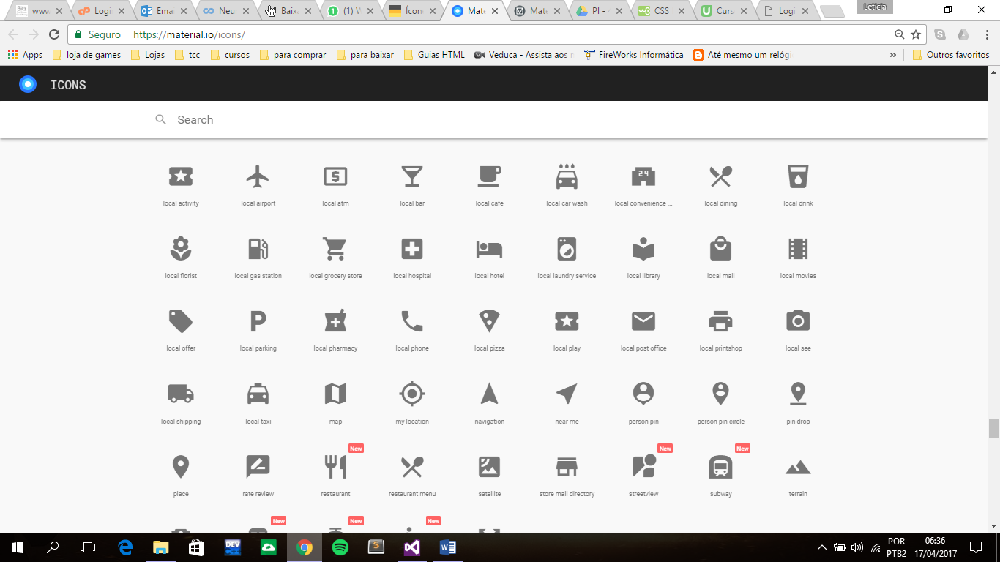 Leticia
www. Logi Ema Neu Baixa (1) V Ícon Mate Mate PI - 4 CSS Curs Logi
Seguro https://material.io/icons/
Apps loja de games Lojas tcc cursos para comprar para baixar Guias HTML Veduca - Assista aos FireWorks Informática Até mesmo um relóg » Outros favoritos
ICONS
Search
local activity local airport local atm local bar local cafe local car wash local convenience ... local dining local drink
24
local florist local gas station local grocery store local hospital local hotel local laundry service local library local mall local movies
local offer local parking local pharmacy local phone local pizza local play local post office local printshop local see
local shipping local taxi map my location navigation near me person pin person pin circle pin drop
New New New
place rate review restaurant restaurant menu satellite store mall directory streetview subway terrain
New New New
DEV C++ S W POR 06:36
PTB2 17/04/2017